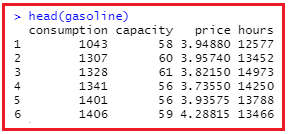 > head(gasoline)
consumption capacity price hours
1 1043 58 3.94880 12577
2 1307 60 3.95740 13452
3 1328 61 3.82150 14973
4 1341 56 3.73550 14250
5 1401 56 3.93575 13788
6 1406 59 4.28815 13466